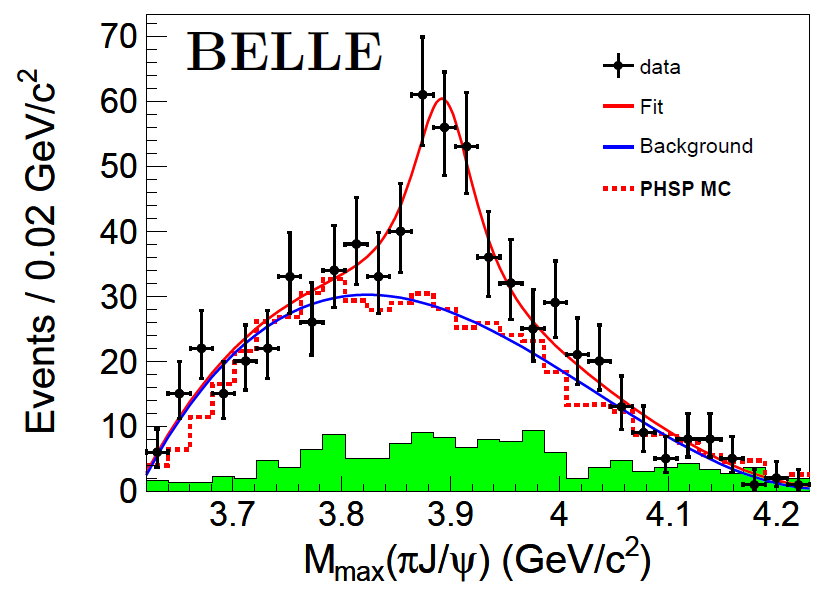 BELLE
data
Fit
Background
PHSP MC
Events / 0.02 GeV/c²
70
60
50
40
30
20
10
0
3.7 3.8 3.9 4 4.1 4.2
M_max(πJ/ψ) (GeV/c²)